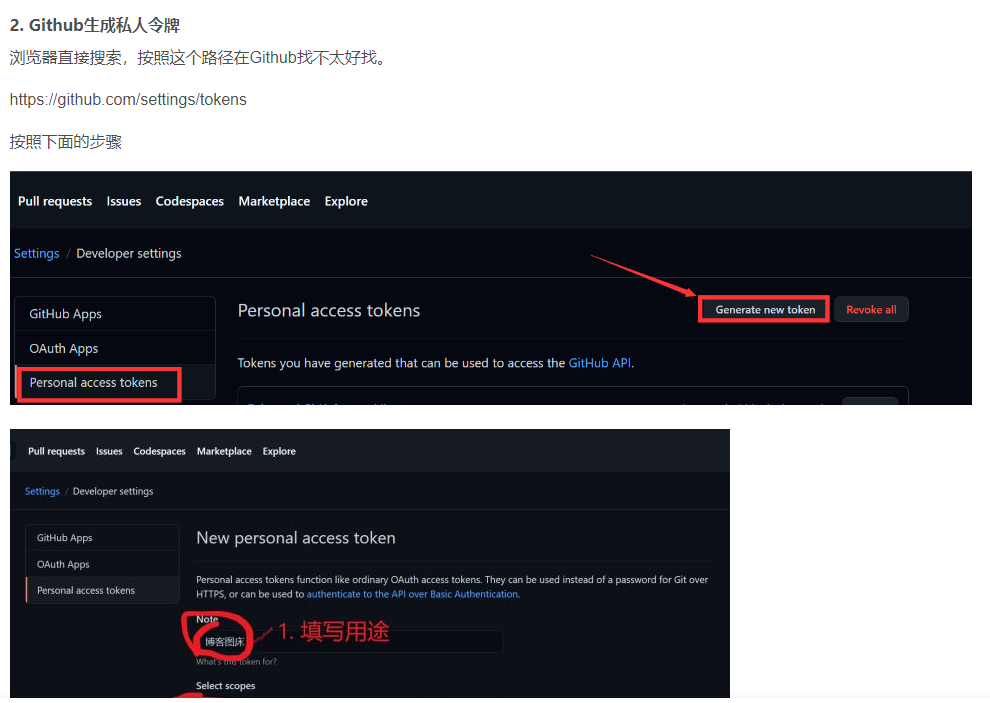 2. Github生成私人令牌
浏览器直接搜索，按照这个路径在Github找不太好找。
https://github.com/settings/tokens
按照下面的步骤
Pull requests Issues Codespaces Marketplace Explore
Settings / Developer settings
GitHub Apps
OAuth Apps
Personal access tokens
Personal access tokens
Generate new token
Revoke all
Tokens you have generated that can be used to access the GitHub API.
Pull requests Issues Codespaces Marketplace Explore
Settings / Developer settings
GitHub Apps
OAuth Apps
Personal access tokens
New personal access token
Personal access tokens function like ordinary OAuth access tokens. They can be used instead of a password for Git over
HTTPS, or can be used to authenticate to the API over Basic Authentication.
Note
博客图床
1. 填写用途
What's this token for?
Select scopes